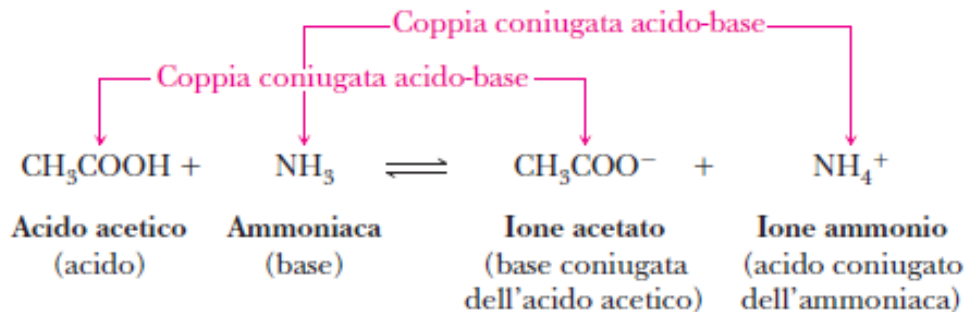 Coppia coniugata acido-base
Coppia coniugata acido-base
CH₃COOH + NH₃ ⇌ CH₃COO⁻ + NH₄⁺
Acido acetico Ammoniaca Ione acetato Ione ammonio
(acido) (base) (base coniugata (acido coniugato
dell'acido acetico) dell'ammoniaca)